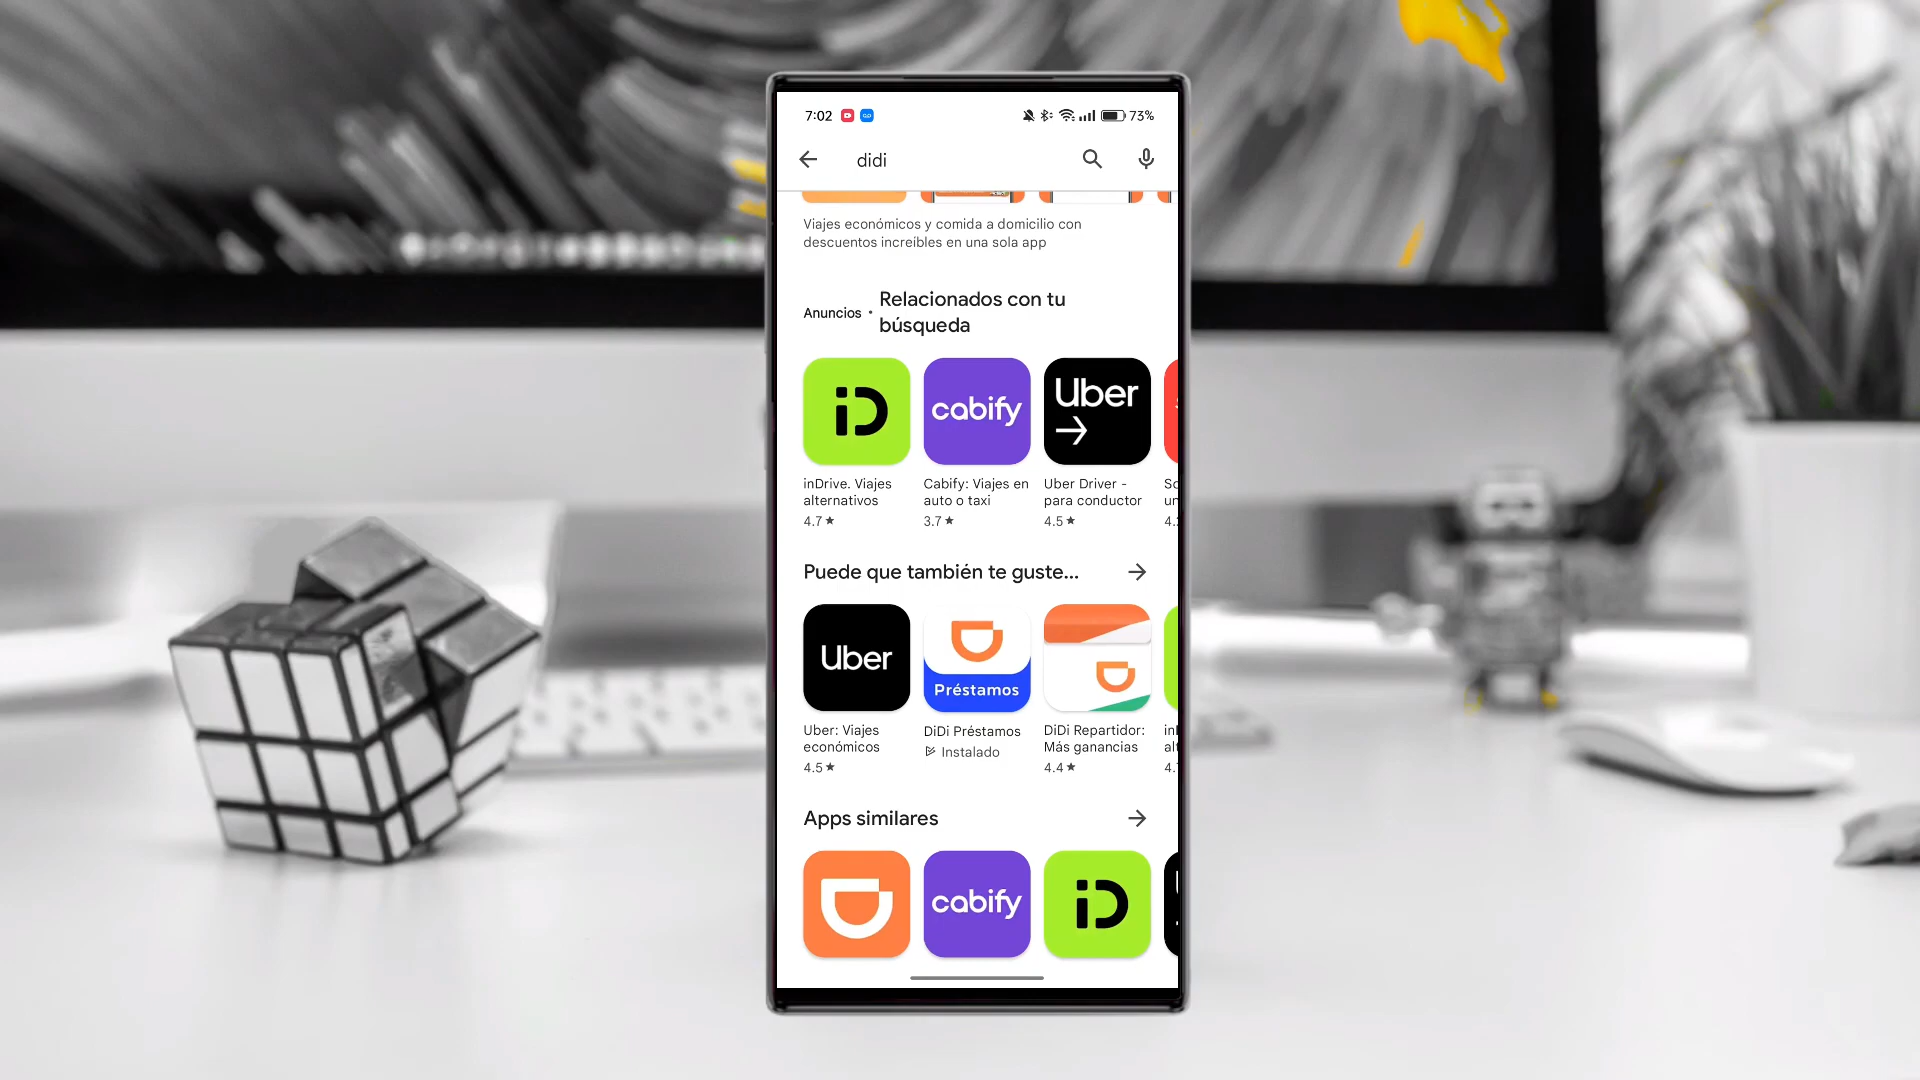 7:02
73%
didi
Viajes económicos y comida a domicilio con
descuentos increíbles en una sola app
Anuncios •
Relacionados con tu
búsqueda
iD
cabify
Uber
inDrive. Viajes
alternativos
4.7★
Cabify: Viajes en
auto o taxi
3.7★
Uber Driver -
para conductor
4.5★
Puede que también te guste...
Uber
Préstamos
Uber: Viajes
económicos
4.5★
DiDi Préstamos
Instalado
DiDi Repartidor:
Más ganancias
4.4★
Apps similares
cabify
iD